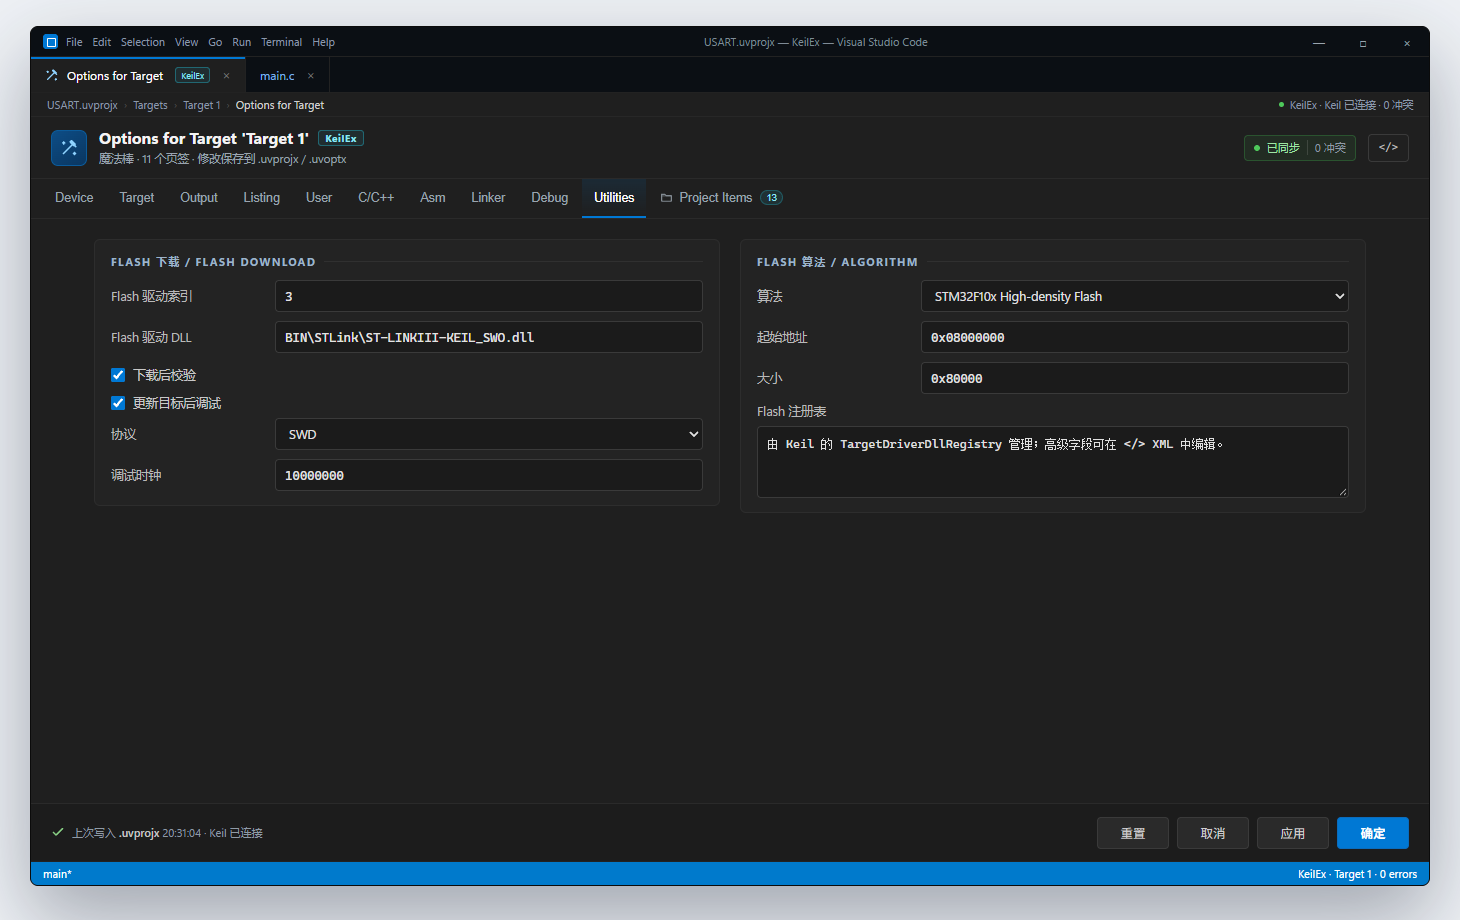 File Edit Selection View Go Run Terminal Help
USART.uvprojx — KeilEx — Visual Studio Code
Options for Target KeilEx ×
main.c ×
USART.uvprojx › Targets › Target 1 › Options for Target
KeilEx · Keil 已连接 · 0 冲突
Options for Target 'Target 1' KeilEx
魔法棒 · 11 个页签 · 修改保存到 .uvprojx / .uvoptx
已同步 0 冲突
</>
Device Target Output Listing User C/C++ Asm Linker Debug Utilities Project Items 13
FLASH 下载 / FLASH DOWNLOAD
Flash 驱动索引 3
Flash 驱动 DLL BIN\STLink\ST-LINKIII-KEIL_SWO.dll
下载后校验
更新目标后调试
协议 SWD
调试时钟 10000000
FLASH 算法 / ALGORITHM
算法 STM32F10x High-density Flash
起始地址 0x08000000
大小 0x80000
Flash 注册表
由 Keil 的 TargetDriverDllRegistry 管理；高级字段可在 </> XML 中编辑。
上次写入 .uvprojx 20:31:04 · Keil 已连接
重置 取消 应用 确定
main*
KeilEx · Target 1 · 0 errors